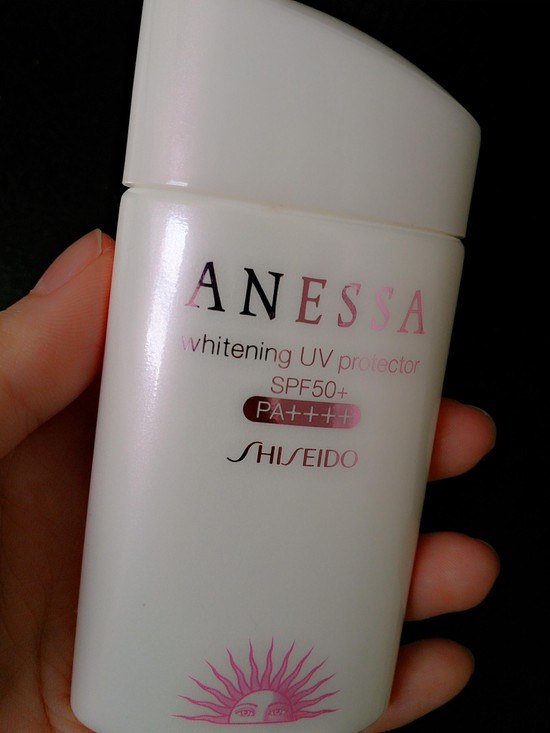 ANESSA
whitening UV protector
SPF50+
PA++++
SHISEIDO